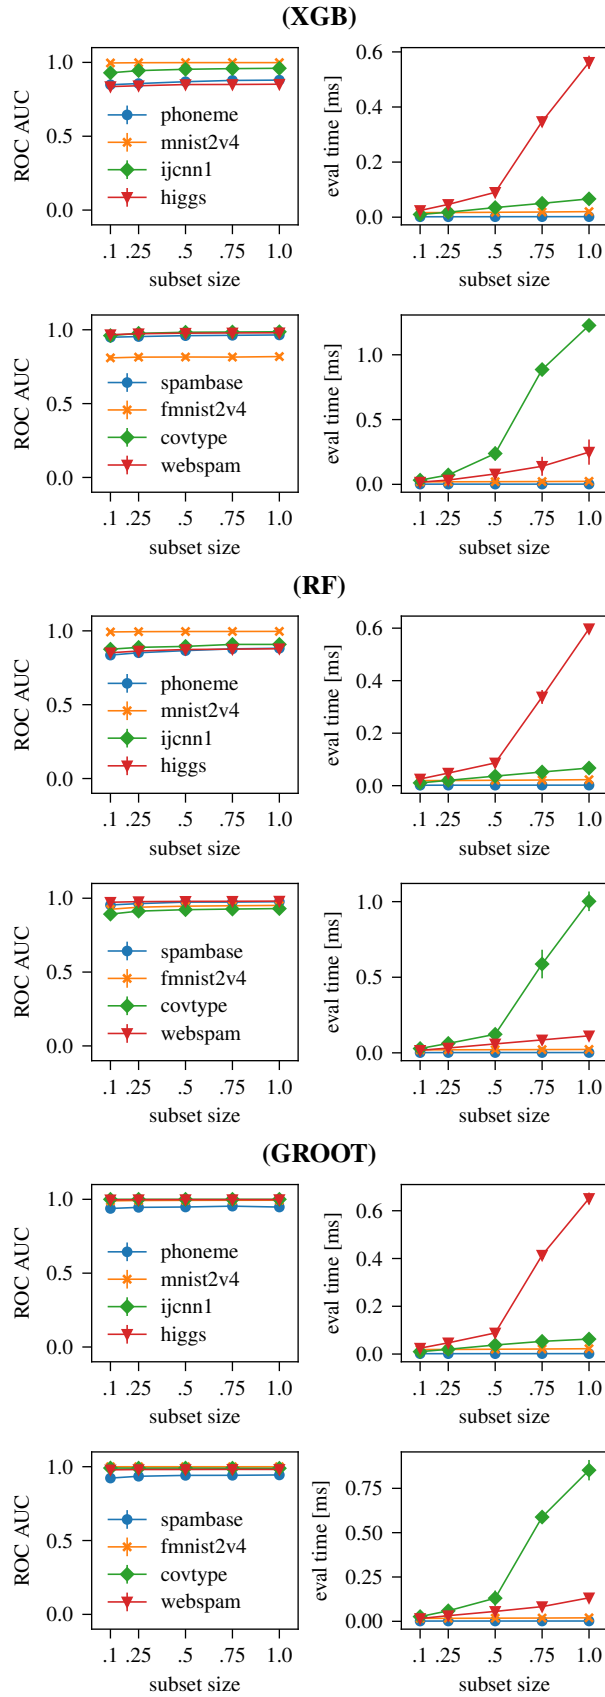 (XGB)
ROC AUC
1.0
0.5
0.0
phoneme
mnist2v4
ijcnn1
higgs
.1 .25 .5 .75 1.0
subset size
eval time [ms]
0.6
0.4
0.2
0.0
.1 .25 .5 .75 1.0
subset size
ROC AUC
1.0
0.5
0.0
spambase
fmnist2v4
covtype
webspam
.1 .25 .5 .75 1.0
subset size
eval time [ms]
1.0
0.5
0.0
.1 .25 .5 .75 1.0
subset size
(RF)
ROC AUC
1.0
0.5
0.0
phoneme
mnist2v4
ijcnn1
higgs
.1 .25 .5 .75 1.0
subset size
eval time [ms]
0.6
0.4
0.2
0.0
.1 .25 .5 .75 1.0
subset size
ROC AUC
1.0
0.5
0.0
spambase
fmnist2v4
covtype
webspam
.1 .25 .5 .75 1.0
subset size
eval time [ms]
1.0
0.5
0.0
.1 .25 .5 .75 1.0
subset size
(GROOT)
ROC AUC
1.0
0.5
0.0
phoneme
mnist2v4
ijcnn1
higgs
.1 .25 .5 .75 1.0
subset size
eval time [ms]
0.6
0.4
0.2
0.0
.1 .25 .5 .75 1.0
subset size
ROC AUC
1.0
0.5
0.0
spambase
fmnist2v4
covtype
webspam
.1 .25 .5 .75 1.0
subset size
eval time [ms]
0.75
0.50
0.25
0.00
.1 .25 .5 .75 1.0
subset size